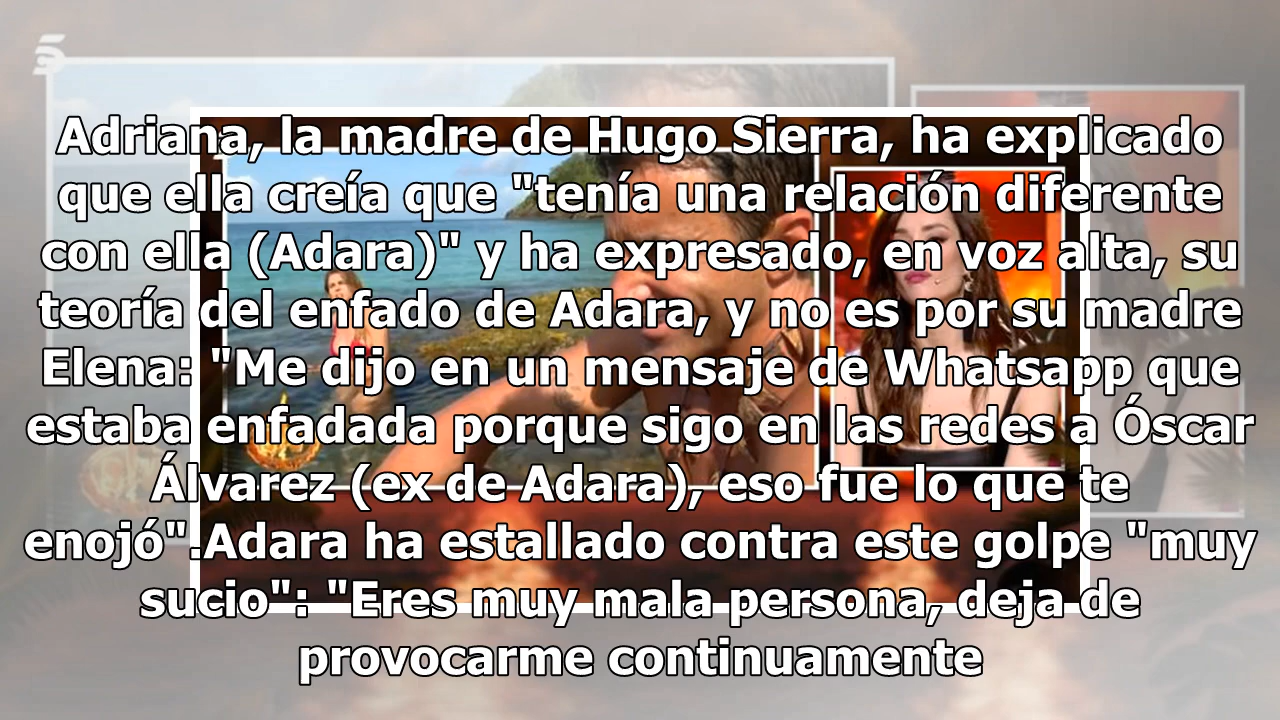 5
Adriana, la madre de Hugo Sierra, ha explicado
que ella creía que "tenía una relación diferente
con ella (Adara)" y ha expresado, en voz alta, su
teoría del enfado de Adara, y no es por su madre
Elena: "Me dijo en un mensaje de Whatsapp que
estaba enfadada porque sigo en las redes a Óscar
Álvarez (ex de Adara), eso fue lo que te
enojó".Adara ha estallado contra este golpe "muy
sucio": "Eres muy mala persona, deja de
provocarme continuamente